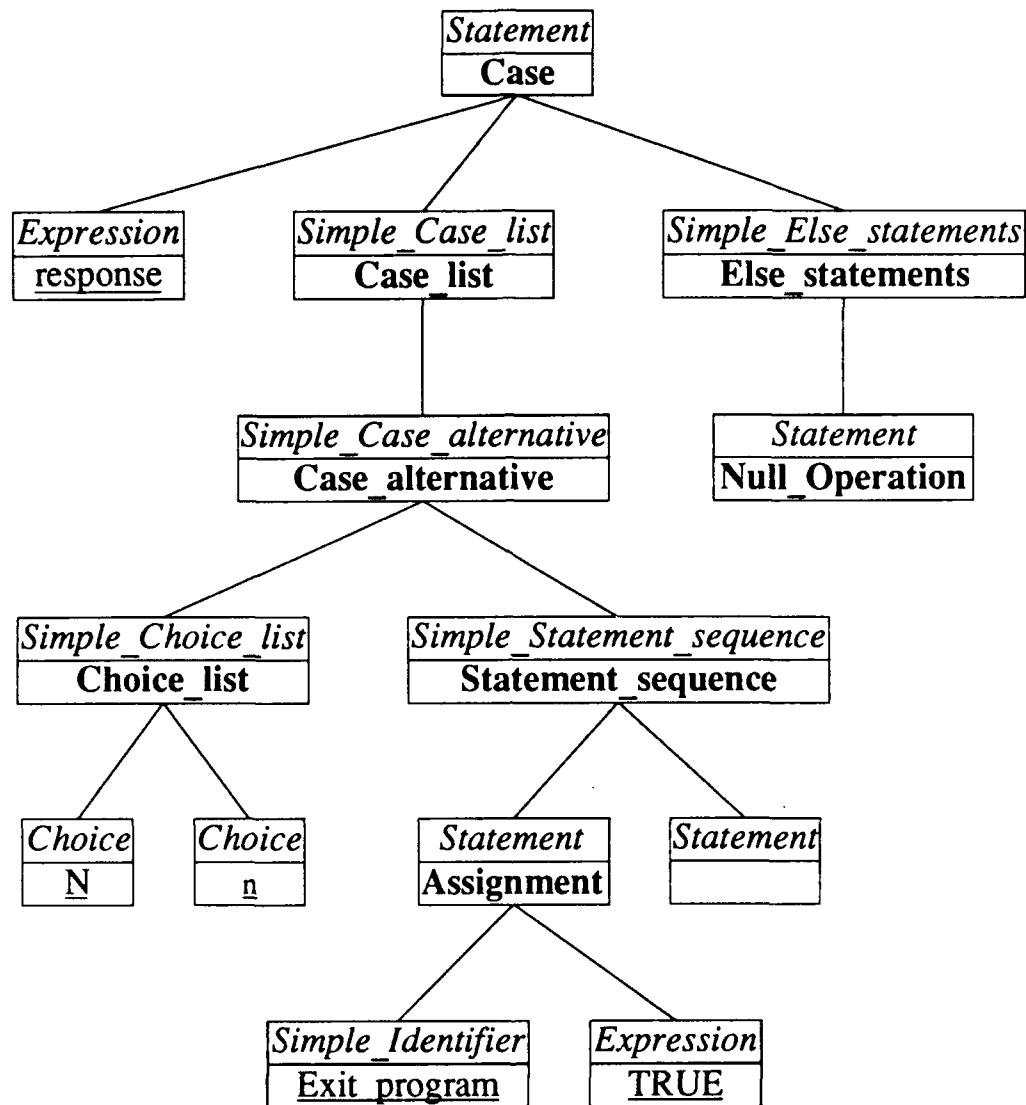 Statement
Case
Expression
response
Simple_Case_list
Case_list
Simple_Else_statements
Else_statements
Simple_Case_alternative
Case_alternative
Statement
Null_Operation
Simple_Choice_list
Choice_list
Simple_Statement_sequence
Statement_sequence
Choice
N
Choice
n
Statement
Assignment
Statement
Simple_Identifier
Exit_program
Expression
TRUE